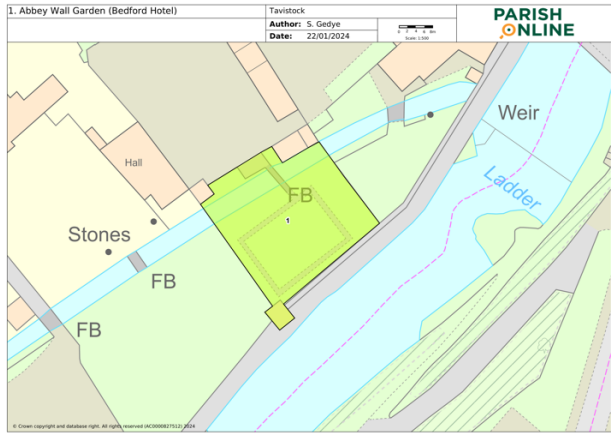 1. Abbey Wall Garden (Bedford Hotel)
Tavistock
Author: S. Gedye
Date: 22/01/2024
Scale: 1:500
PARISH
ONLINE
Weir
Hall
Ladder
FB
1
Stones
FB
FB
© Crown copyright and database right. All rights reserved (AC0000827512) 2024